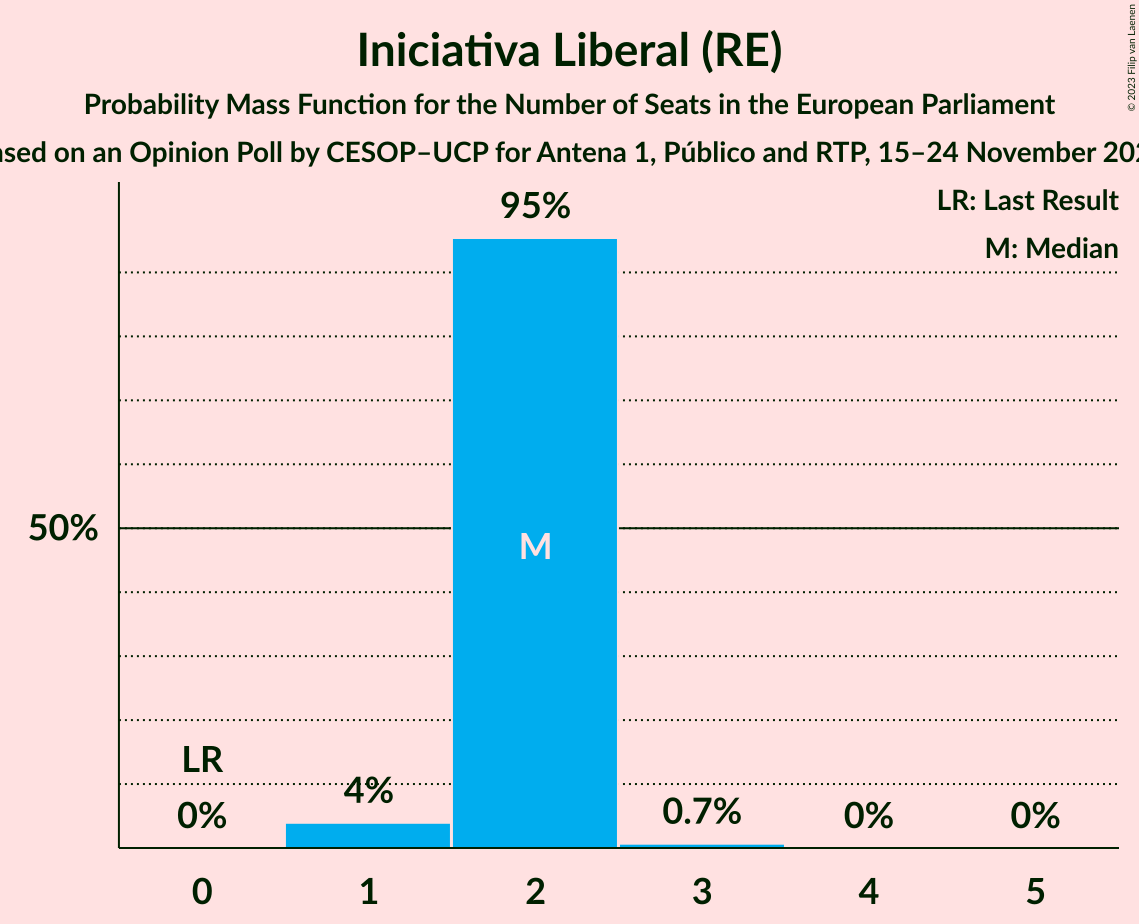 Iniciativa Liberal (RE)
Probability Mass Function for the Number of Seats in the European Parliament
on an Opinion Poll by CESOP–UCP for Antena 1, Público and RTP, 15–24 November
© 2023 Filip van Laenen
LR: Last Result
M: Median
95%
50%
M
LR
0%
4%
0.7%
0%
0%
0
1
2
3
4
5